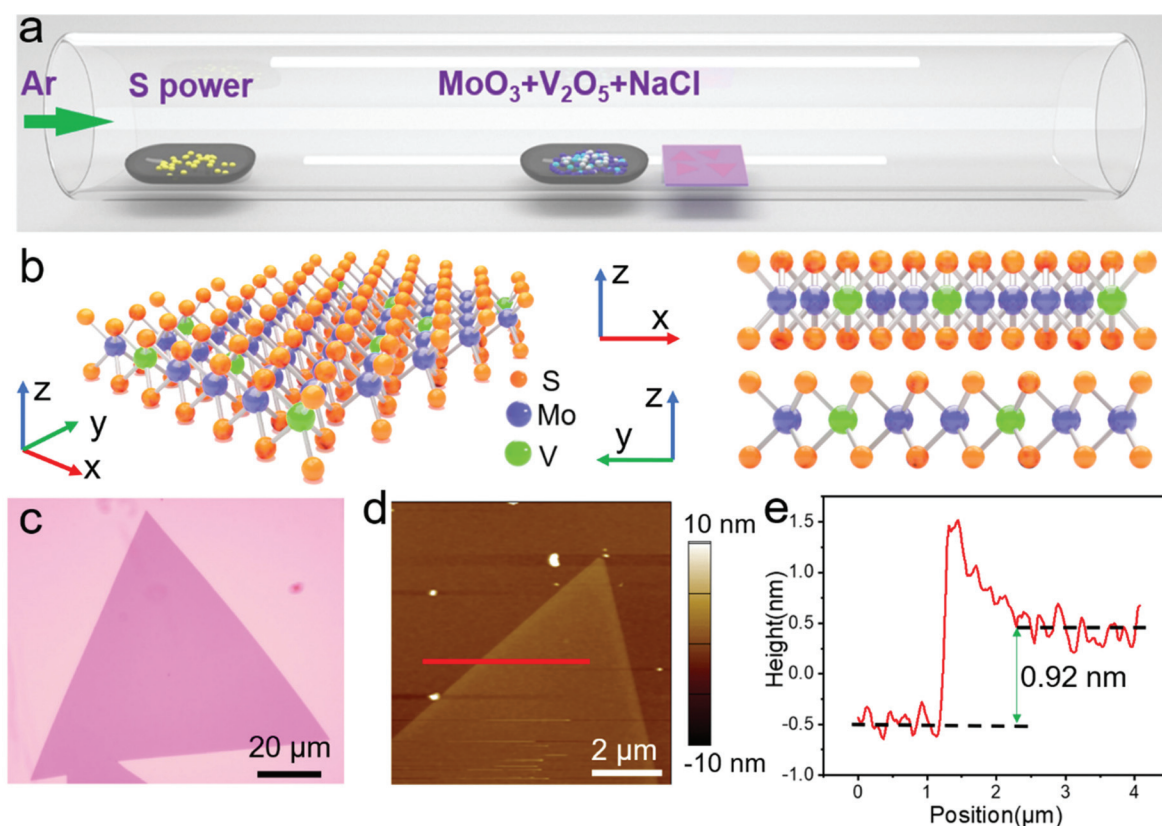 a
Ar
S power
MoO₃+V₂O₅+NaCl
b
z
y
x
S
Mo
V
z
x
z
y
c
20 μm
d
10 nm
-10 nm
2 μm
e
Height(nm)
1.5
1.0
0.5
0.0
-0.5
-1.0
0.92 nm
0 1 2 3 4
Position(μm)